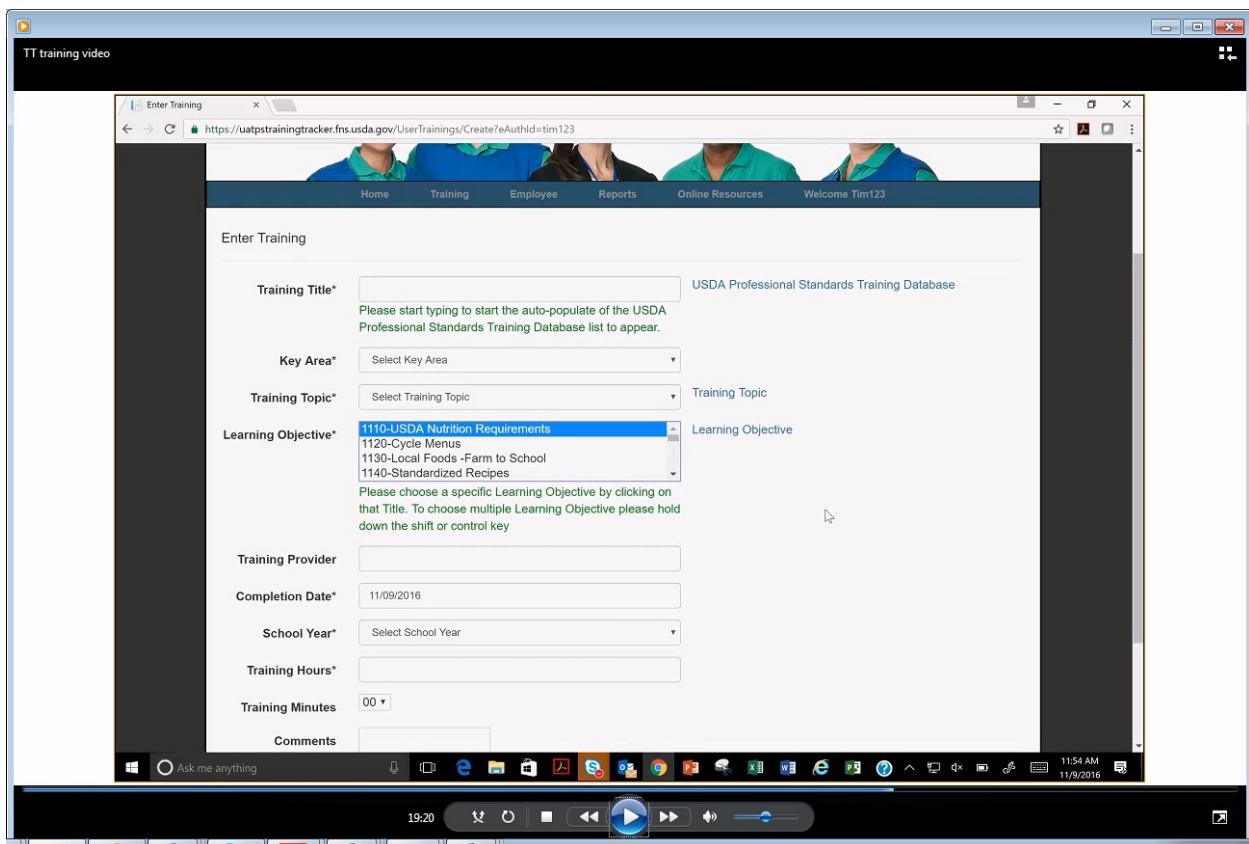 TT training video
Enter Training
https://uatpstrainingtracker.fns.usda.gov/UserTrainings/Create?eAuthId=tim123
Home Training Employee Reports Online Resources Welcome Tim123
Enter Training
Training Title*
USDA Professional Standards Training Database
Please start typing to start the auto-populate of the USDA
Professional Standards Training Database list to appear.
Key Area* Select Key Area
Training Topic* Select Training Topic Training Topic
Learning Objective* 1110-USDA Nutrition Requirements Learning Objective
1120-Cycle Menus
1130-Local Foods -Farm to School
1140-Standardized Recipes
Please choose a specific Learning Objective by clicking on
that Title. To choose multiple Learning Objective please hold
down the shift or control key
Training Provider
Completion Date* 11/09/2016
School Year* Select School Year
Training Hours*
Training Minutes 00
Comments
Ask me anything
11:54 AM
11/9/2016
19:20